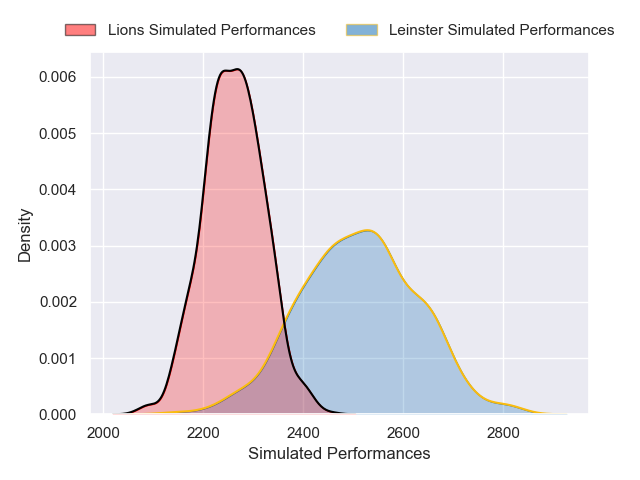 Lions Simulated Performances Leinster Simulated Performances
0.006
0.005
0.004
0.003
0.002
0.001
0.000
Density
2000 2200 2400 2600 2800
Simulated Performances